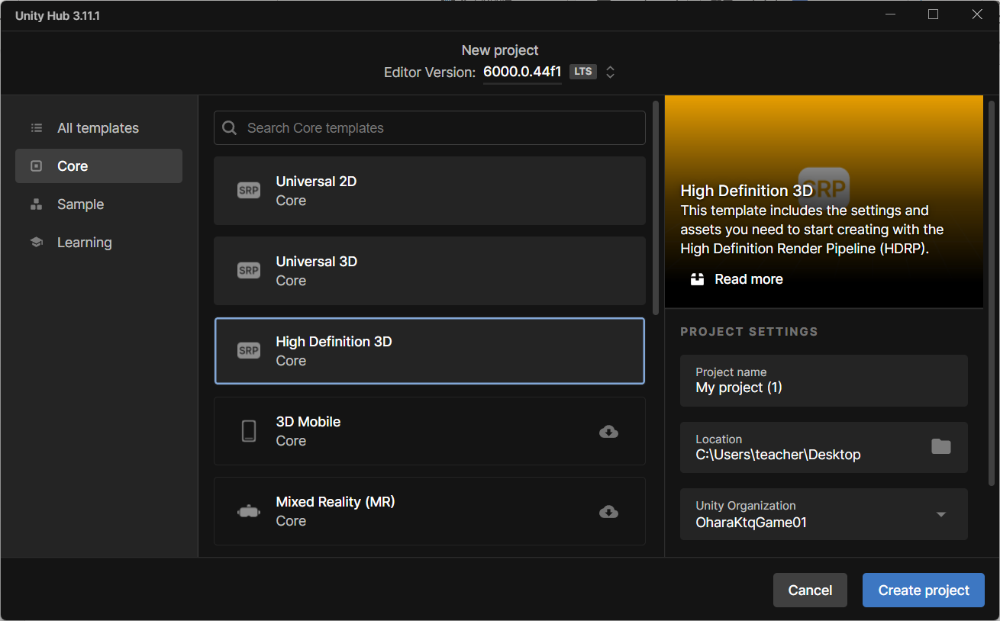 Unity Hub 3.11.1
New project
Editor Version: 6000.0.44f1 LTS
All templates
Core
Sample
Learning
Search Core templates
SRP
Universal 2D
Core
SRP
Universal 3D
Core
SRP
High Definition 3D
Core
3D Mobile
Core
Mixed Reality (MR)
Core
SRP
High Definition 3D
This template includes the settings and
assets you need to start creating with the
High Definition Render Pipeline (HDRP).
Read more
PROJECT SETTINGS
Project name
My project (1)
Location
C:\Users\teacher\Desktop
Unity Organization
OharaKtqGame01
Cancel
Create project